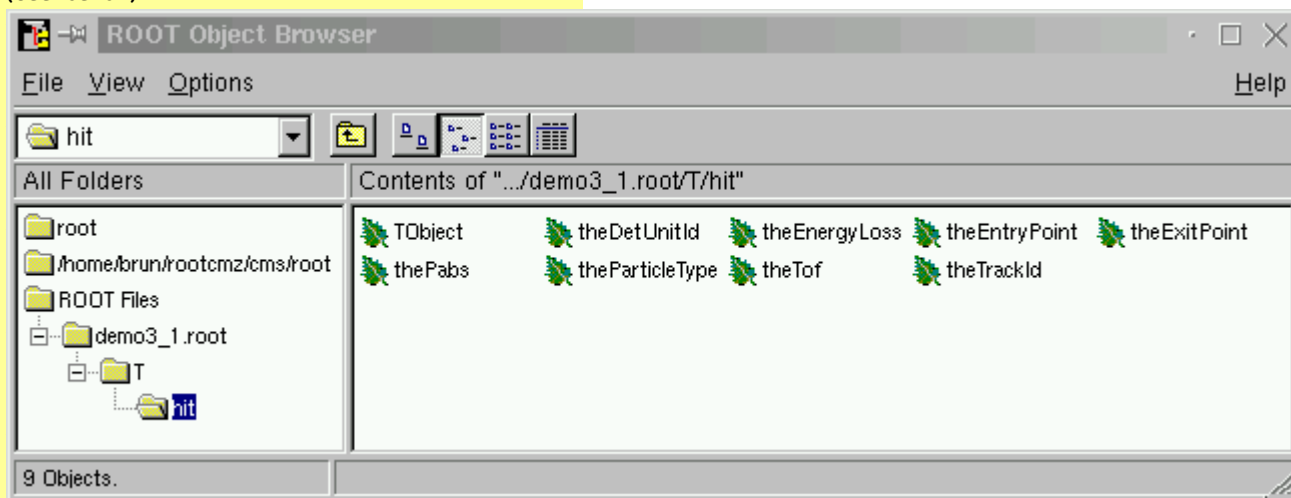 ROOT Object Browser
File View Options Help
hit
All Folders Contents of ".../demo3_1.root/T/hit"
root TObject theDetUnitId theEnergyLoss theEntryPoint theExitPoint
/home/brun/rootcmz/cms/root thePabs theParticleType theTof theTrackId
ROOT Files
demo3_1.root
T
hit
9 Objects.